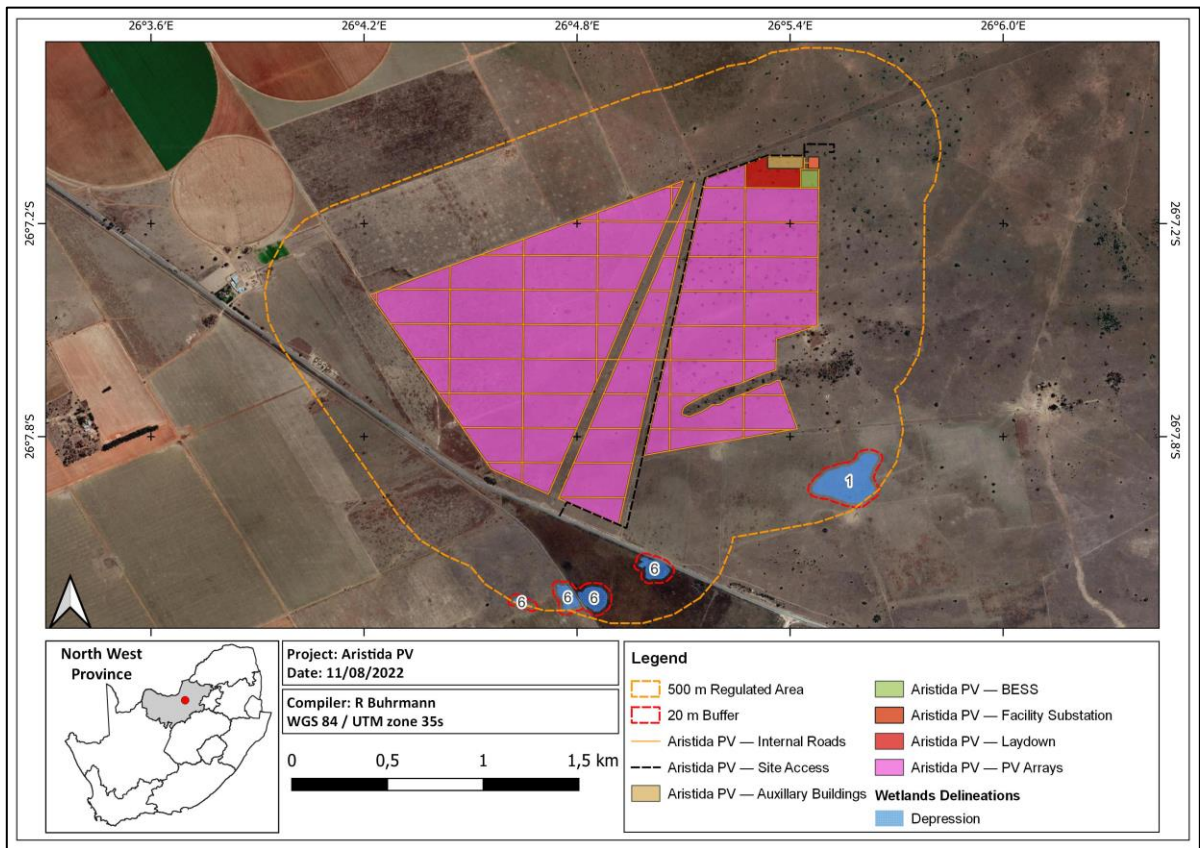 26°3.6'E 26°4.2'E 26°4.8'E 26°5.4'E 26°6.0'E
26°7.2'S 26°7.2'S
26°7.8'S 26°7.8'S
1
6
6 6 6
North West
Province
Project: Aristida PV
Date: 11/08/2022
Compiler: R Buhrmann
WGS 84 / UTM zone 35s
0 0,5 1 1,5 km
Legend
500 m Regulated Area
20 m Buffer
Aristida PV — Internal Roads
Aristida PV — Site Access
Aristida PV — Auxillary Buildings
Aristida PV — BESS
Aristida PV — Facility Substation
Aristida PV — Laydown
Aristida PV — PV Arrays
Wetlands Delineations
Depression